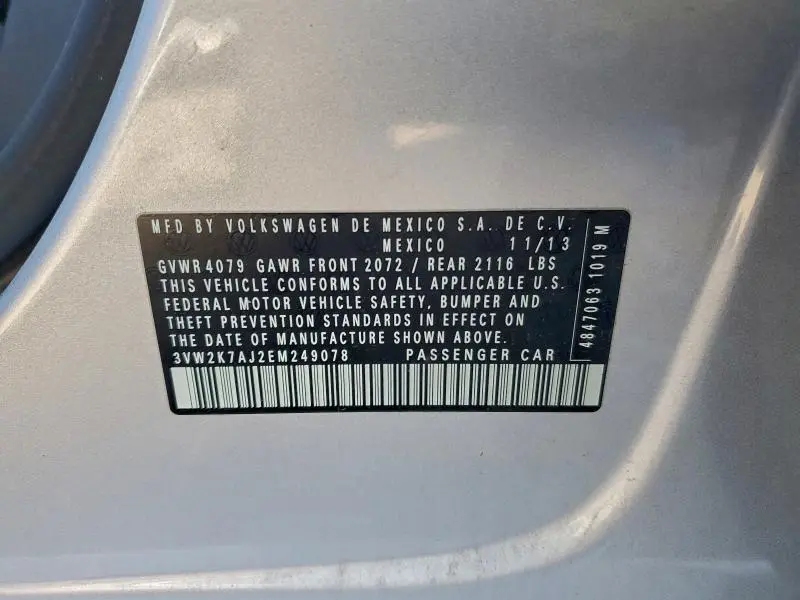 MFD BY VOLKSWAGEN DE MEXICO S.A. DE C.V.
MEXICO 11/13
GVWR 4079 GAWR FRONT 2072 / REAR 2116 LBS
THIS VEHICLE CONFORMS TO ALL APPLICABLE U.S.
FEDERAL MOTOR VEHICLE SAFETY, BUMPER AND
THEFT PREVENTION STANDARDS IN EFFECT ON
THE DATE OF MANUFACTURE SHOWN ABOVE.
3VW2K7AJ2EM249078 PASSENGER CAR
4847063 1019 M